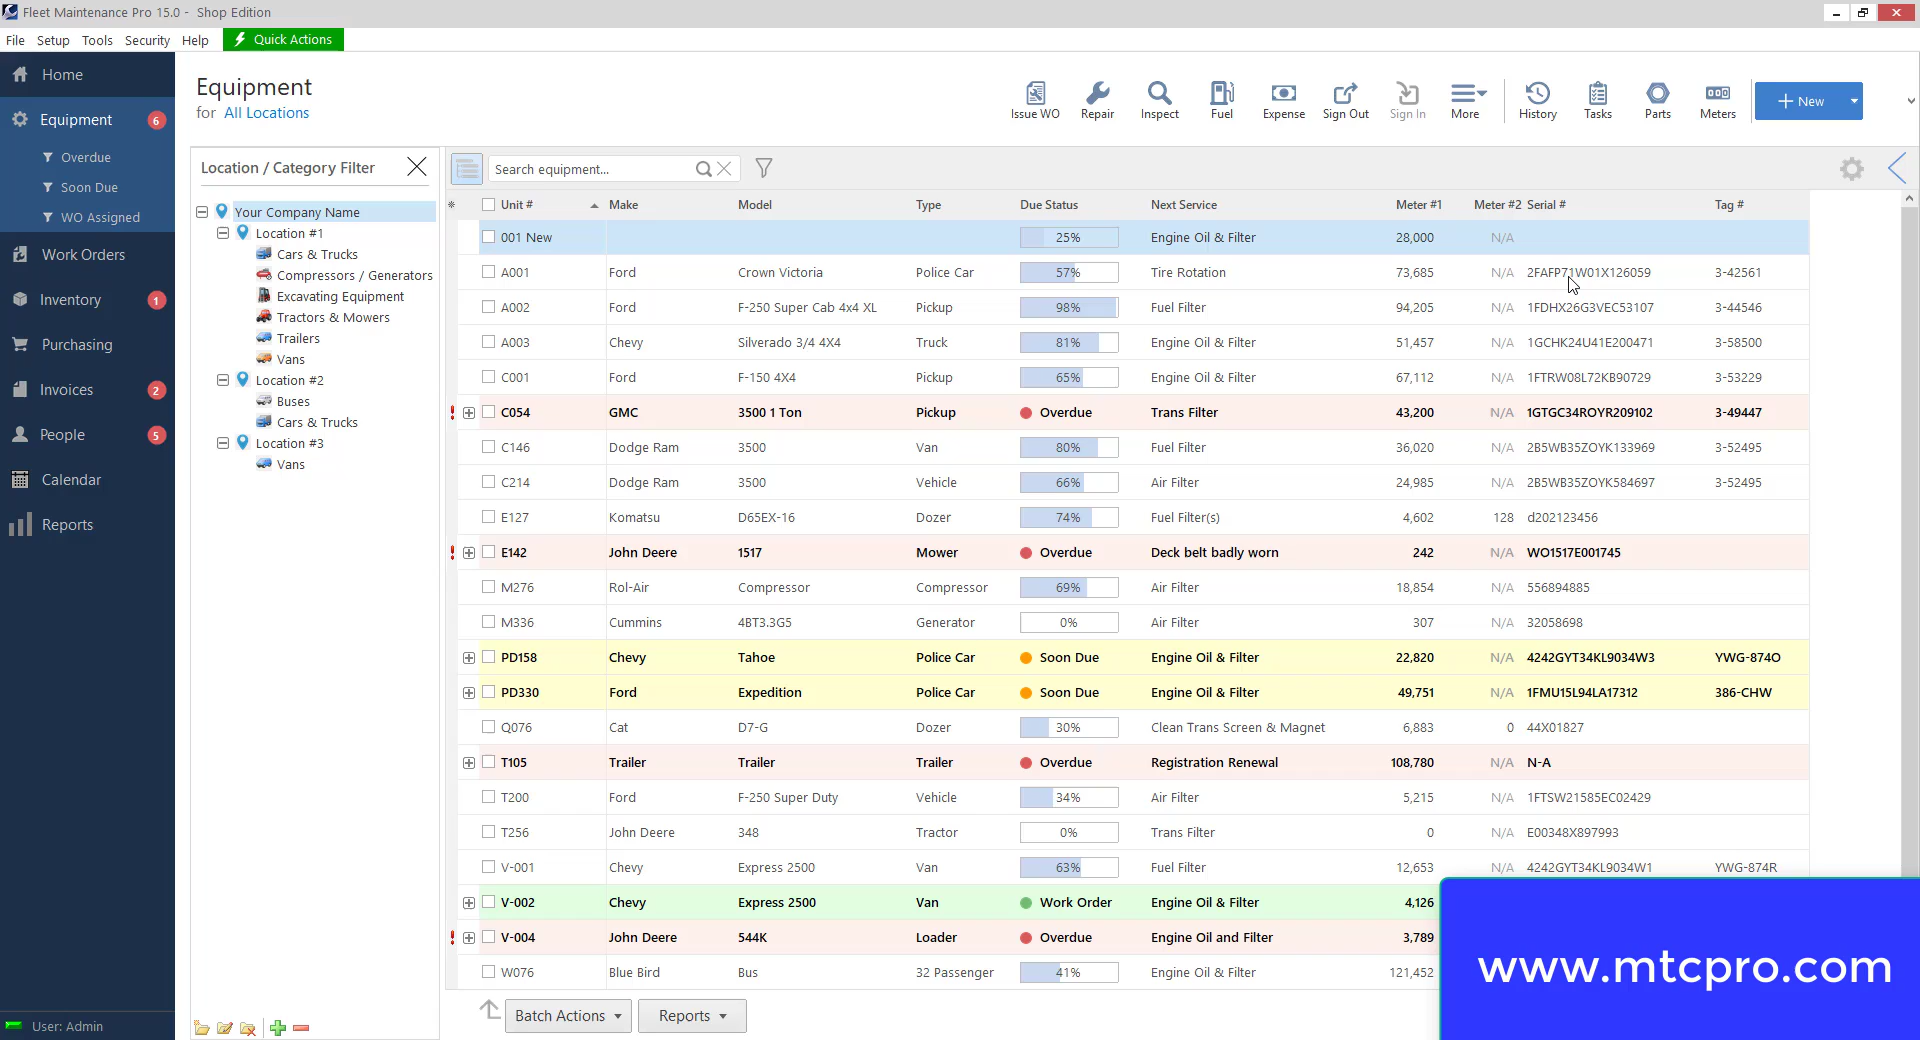 Fleet Maintenance Pro 15.0 - Shop Edition
File Setup Tools Security Help Quick Actions
Home
Equipment 6
Overdue
Soon Due
WO Assigned
Work Orders
Inventory 1
Purchasing
Invoices 2
People 5
Calendar
Reports
User: Admin
Equipment
for All Locations
Issue WO Repair Inspect Fuel Expense Sign Out Sign In More History Tasks Parts Meters + New
Location / Category Filter
Your Company Name
Location #1
Cars & Trucks
Compressors / Generators
Excavating Equipment
Tractors & Mowers
Trailers
Vans
Location #2
Buses
Cars & Trucks
Location #3
Vans
Search equipment...
Unit # Make Model Type Due Status Next Service Meter #1 Meter #2 Serial # Tag #
001 New 25% Engine Oil & Filter 28,000 N/A
A001 Ford Crown Victoria Police Car 57% Tire Rotation 73,685 N/A 2FAFP71W01X126059 3-42561
A002 Ford F-250 Super Cab 4x4 XL Pickup 98% Fuel Filter 94,205 N/A 1FDHX26G3VEC53107 3-44546
A003 Chevy Silverado 3/4 4X4 Truck 81% Engine Oil & Filter 51,457 N/A 1GCHK24U41E200471 3-58500
C001 Ford F-150 4X4 Pickup 65% Engine Oil & Filter 67,112 N/A 1FTRW08L72KB90729 3-53229
! C054 GMC 3500 1 Ton Pickup Overdue Trans Filter 43,200 N/A 1GTGC34ROYR209102 3-49447
C146 Dodge Ram 3500 Van 80% Fuel Filter 36,020 N/A 2B5WB35ZOYK133969 3-52495
C214 Dodge Ram 3500 Vehicle 66% Air Filter 24,985 N/A 2B5WB35ZOYK584697 3-52495
E127 Komatsu D65EX-16 Dozer 74% Fuel Filter(s) 4,602 128 d202123456
! E142 John Deere 1517 Mower Overdue Deck belt badly worn 242 N/A WO1517E001745
M276 Rol-Air Compressor Compressor 69% Air Filter 18,854 N/A 556894885
M336 Cummins 4BT3.3G5 Generator 0% Air Filter 307 N/A 32058698
PD158 Chevy Tahoe Police Car Soon Due Engine Oil & Filter 22,820 N/A 4242GYT34KL9034W3 YWG-874O
PD330 Ford Expedition Police Car Soon Due Engine Oil & Filter 49,751 N/A 1FMU15L94LA17312 386-CHW
Q076 Cat D7-G Dozer 30% Clean Trans Screen & Magnet 6,883 0 44X01827
T105 Trailer Trailer Trailer Overdue Registration Renewal 108,780 N/A N-A
T200 Ford F-250 Super Duty Vehicle 34% Air Filter 5,215 N/A 1FTSW21585EC02429
T256 John Deere 348 Tractor 0% Trans Filter 0 N/A E00348X897993
V-001 Chevy Express 2500 Van 63% Fuel Filter 12,653 N/A 4242GYT34KL9034W1 YWG-874R
V-002 Chevy Express 2500 Van Work Order Engine Oil & Filter 4,126
! V-004 John Deere 544K Loader Overdue Engine Oil and Filter 3,789
W076 Blue Bird Bus 32 Passenger 41% Engine Oil & Filter 121,452
Batch Actions Reports
www.mtcpro.com